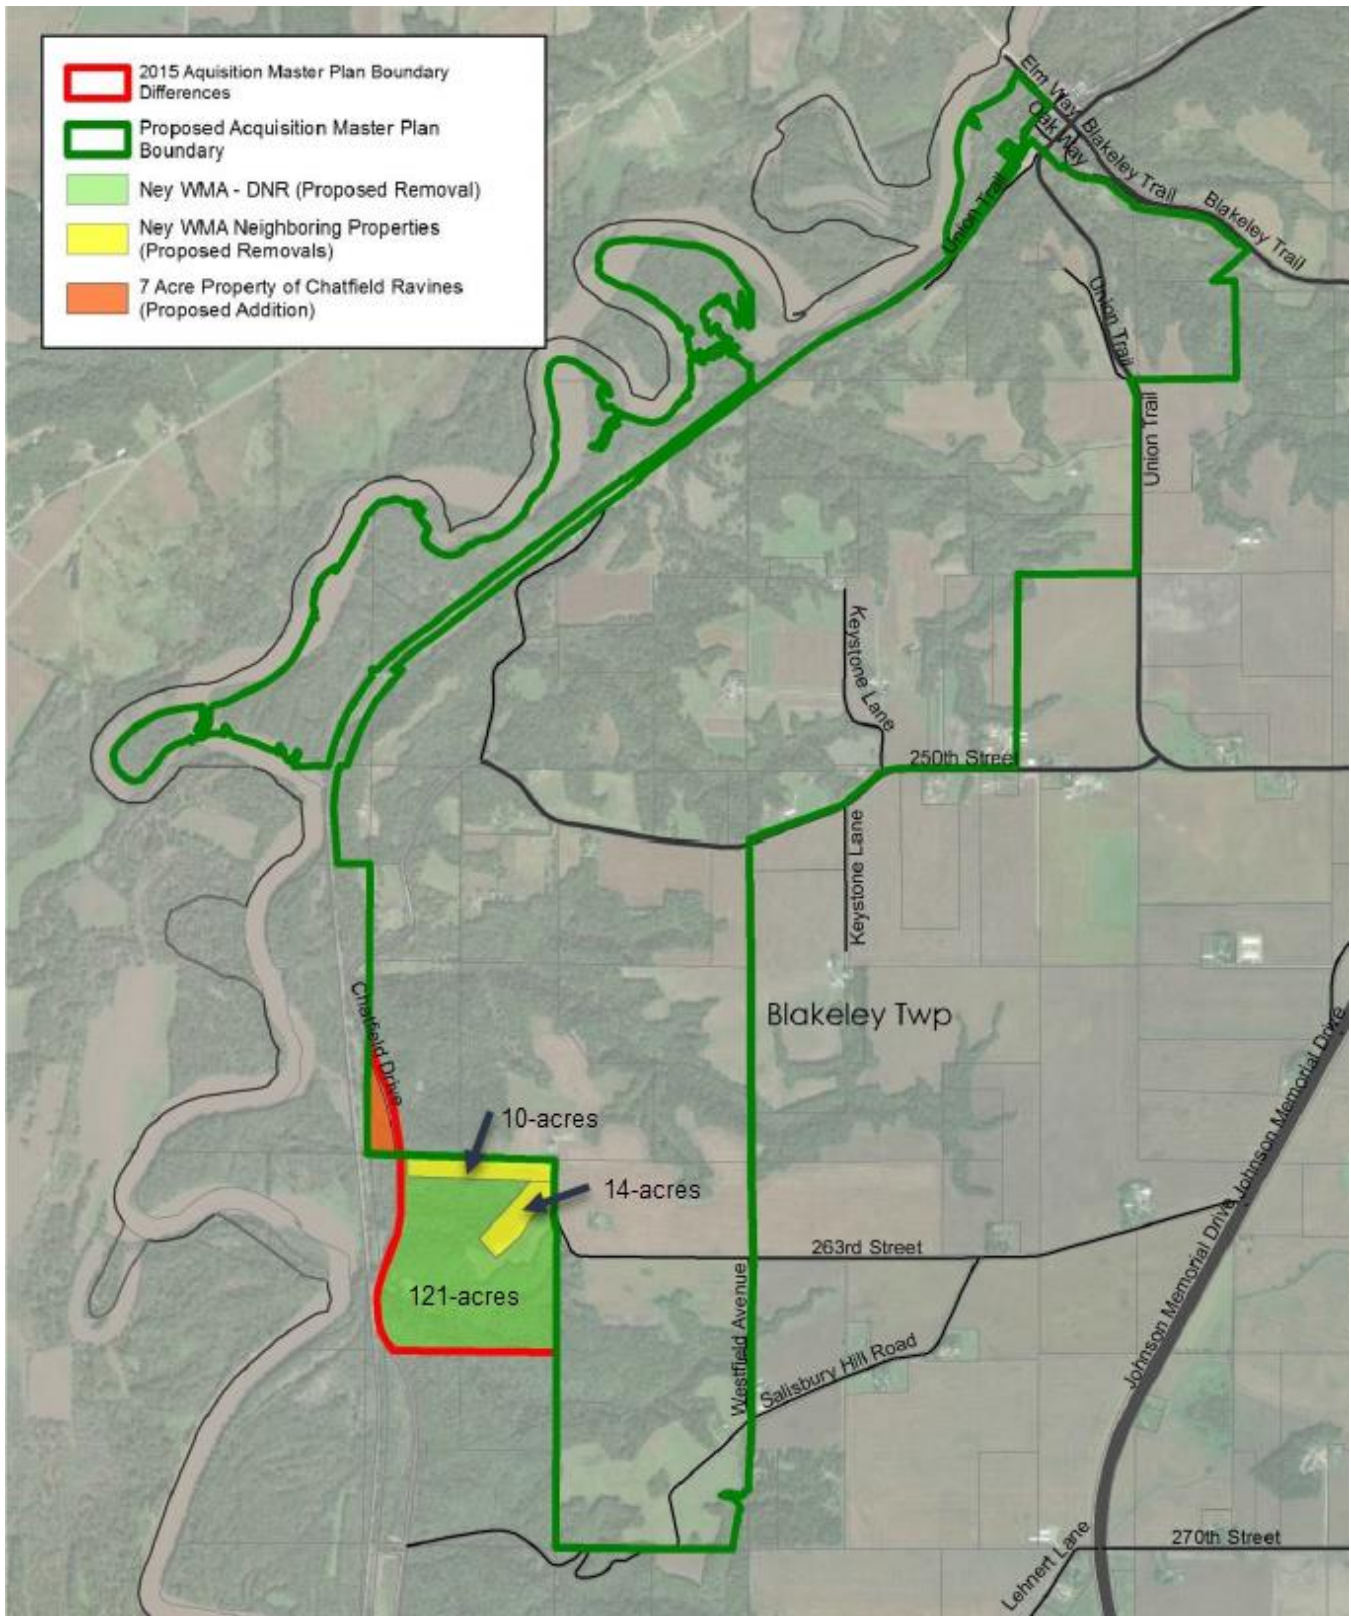 2015 Aquisition Master Plan Boundary
Differences
Proposed Acquisition Master Plan
Boundary
Ney WMA - DNR (Proposed Removal)
Ney WMA Neighboring Properties
(Proposed Removals)
7 Acre Property of Chatfield Ravines
(Proposed Addition)
Elm Way
Oak Way
Blakeley Trail
Blakeley Trail
Union Trail
Union Trail
Union Trail
Keystone Lane
250th Street
Keystone Lane
Blakeley Twp
Chatfield Drive
10-acres
14-acres
121-acres
263rd Street
Westfield Avenue
Salisbury Hill Road
Johnson Memorial Drive
Johnson Memorial Drive
270th Street
Lehnert Lane